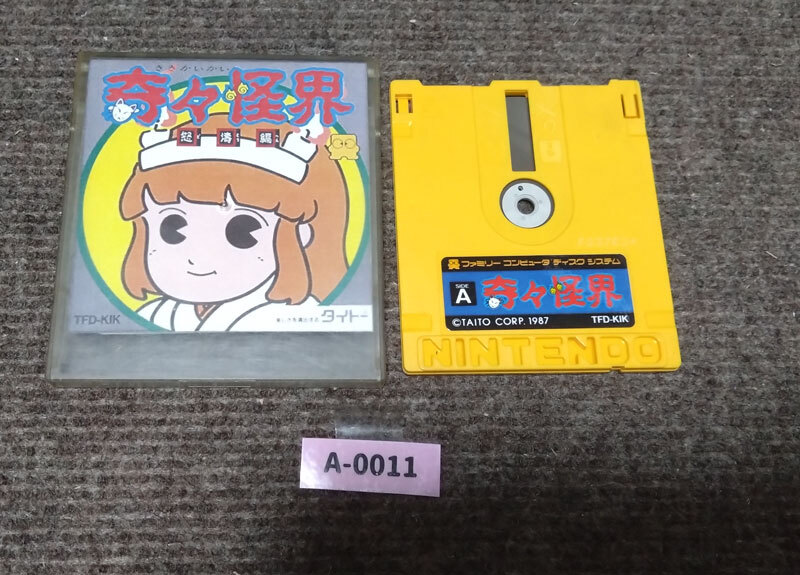 ききかいかい
奇々怪界
怒濤編
TFD-KIK
タイトー
ファミリー コンピュータ ディスク システム
SIDE
A
奇々怪界
©TAITO CORP. 1987
TFD-KIK
NINTENDO
A-0011